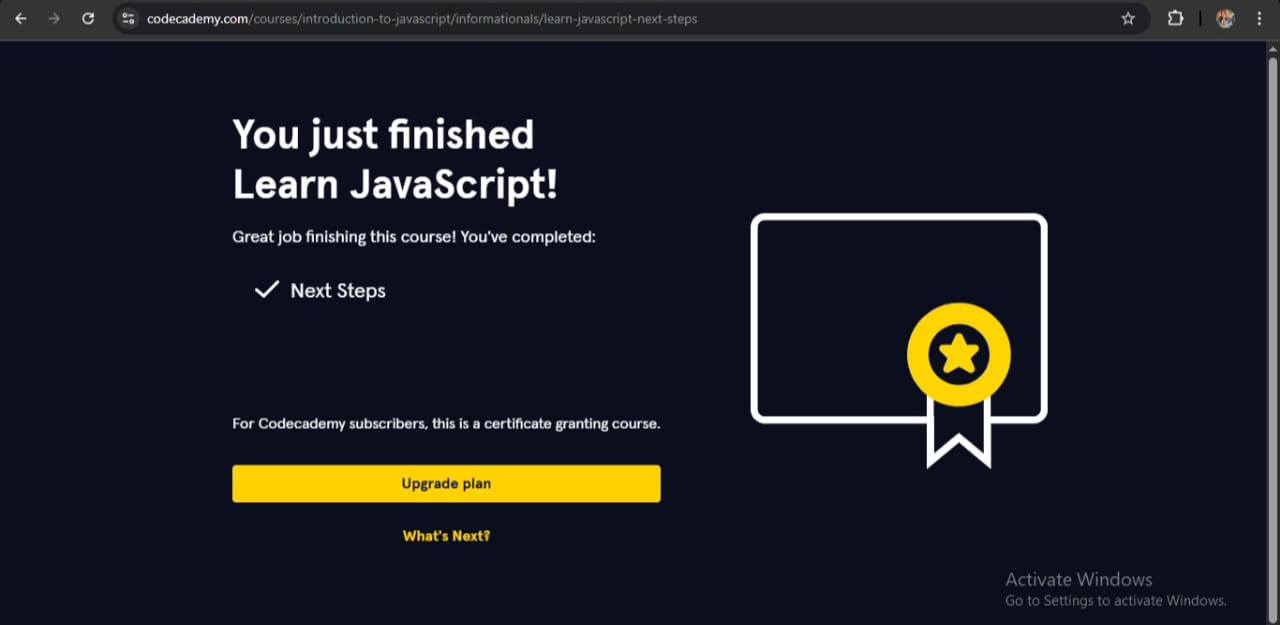 codecademy.com/courses/introduction-to-javascript/informationals/learn-javascript-next-steps
You just finished
Learn JavaScript!
Great job finishing this course! You've completed:
Next Steps
For Codecademy subscribers, this is a certificate granting course.
Upgrade plan
What's Next?
Activate Windows
Go to Settings to activate Windows.